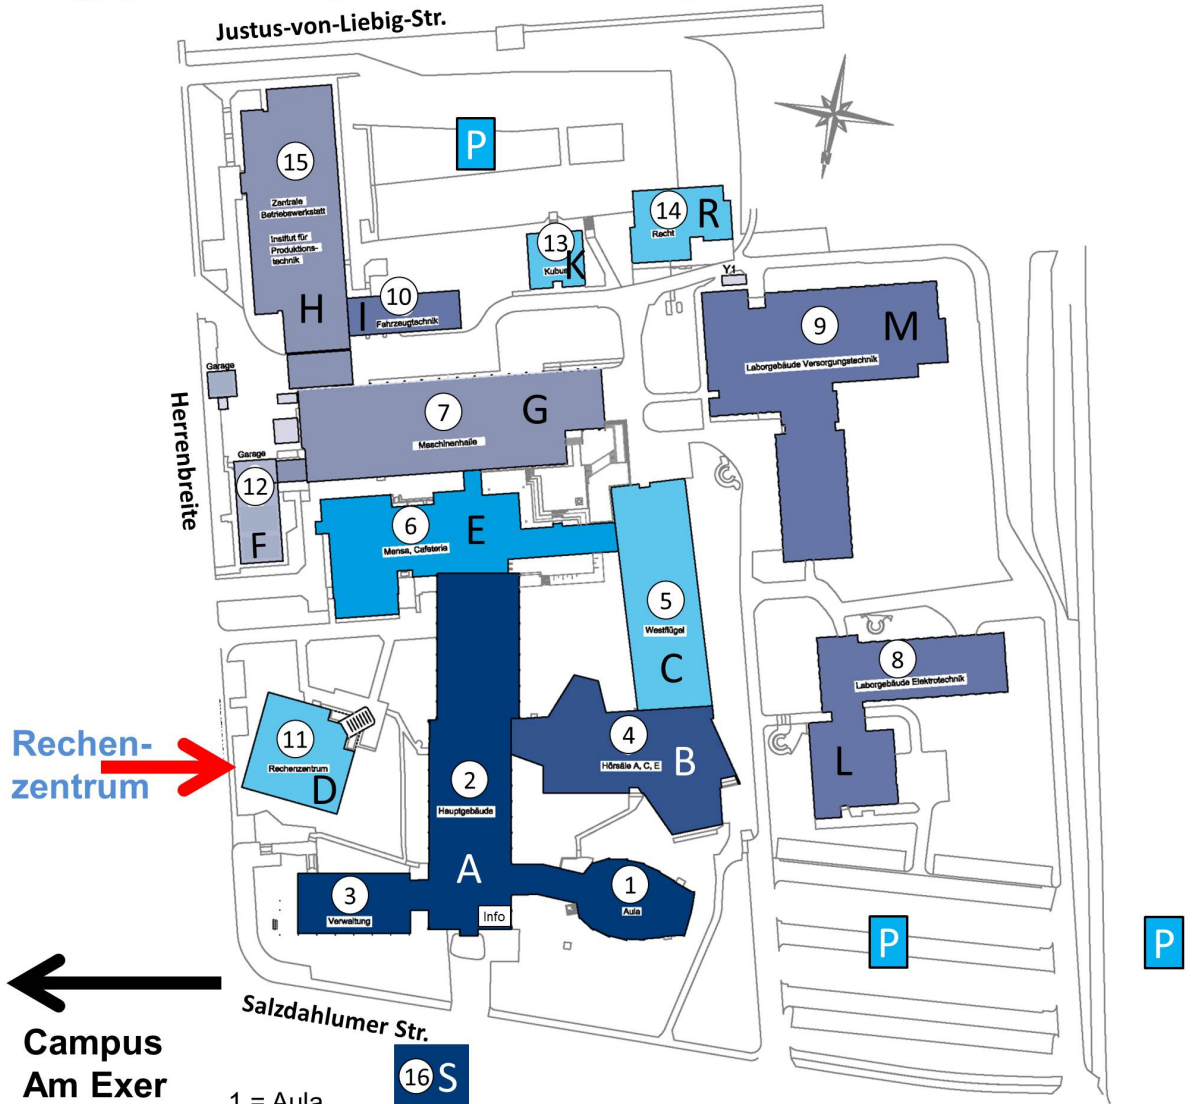 Justus-von-Liebig-Str.
P
15
Zentrale
Betriebswerkstatt
Institut für
Produktions-
technik
H
14
R
Recht
13
K
Kubus
N
10
I
Fahrzeugtechnik
Y1
9
M
Laborgebäude Versorgungstechnik
Garage
Herrenbreite
7
G
Maschinenhalle
Garage
12
F
6
E
Mensa, Cafeteria
5
Westflügel
C
8
Laborgebäude Elektrotechnik
L
Rechen-
zentrum
11
Rechenzentrum
D
4
Hörsäle A, C, E
B
2
Hauptgebäude
A
3
Verwaltung
Info
1
Aula
P
P
Salzdahlumer Str.
Campus
Am Exer
16 S
1 = Aula